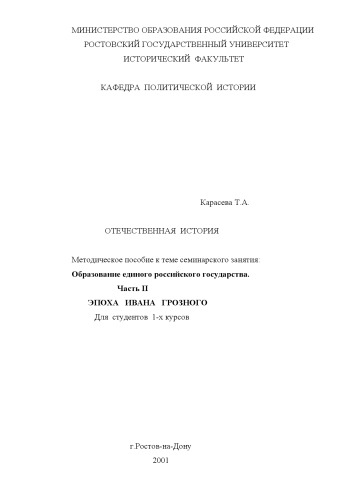 МИНИСТЕРСТВО ОБРАЗОВАНИЯ РОССИЙСКОЙ ФЕДЕРАЦИИ
РОСТОВСКИЙ ГОСУДАРСТВЕННЫЙ УНИВЕРСИТЕТ
ИСТОРИЧЕСКИЙ ФАКУЛЬТЕТ
КАФЕДРА ПОЛИТИЧЕСКОЙ ИСТОРИИ
Карасева Т.А.
ОТЕЧЕСТВЕННАЯ ИСТОРИЯ
Методическое пособие к теме семинарского занятия:
Образование единого российского государства.
Часть II
ЭПОХА ИВАНА ГРОЗНОГО
Для студентов 1-х курсов
г.Ростов-на-Дону
2001